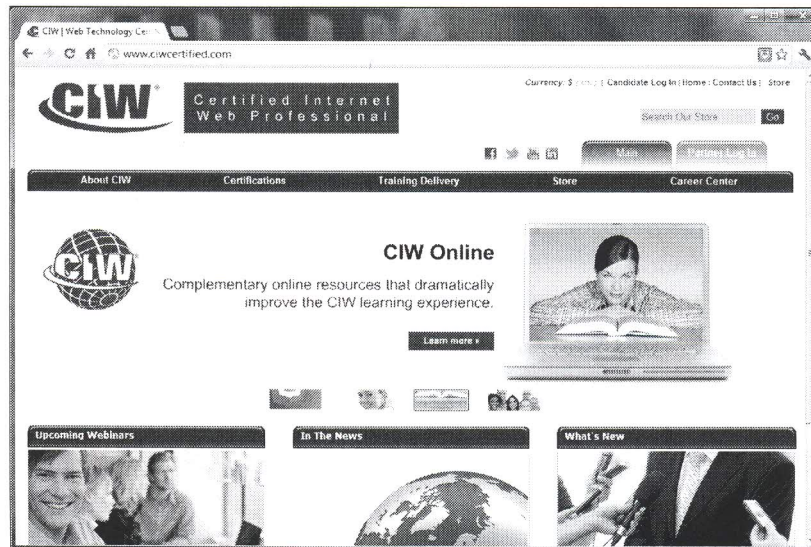 CIW | Web Technology Cer
www.ciwcertified.com
Currency: $ | Candidate Log In | Home : Contact Us | Store
CIW
Certified Internet
Web Professional
Search Our Store
Go
Main
Partner Log In
About CIW
Certifications
Training Delivery
Store
Career Center
CIW
CIW Online
Complementary online resources that dramatically
improve the CIW learning experience.
Learn more »
Upcoming Webinars
In The News
What's New